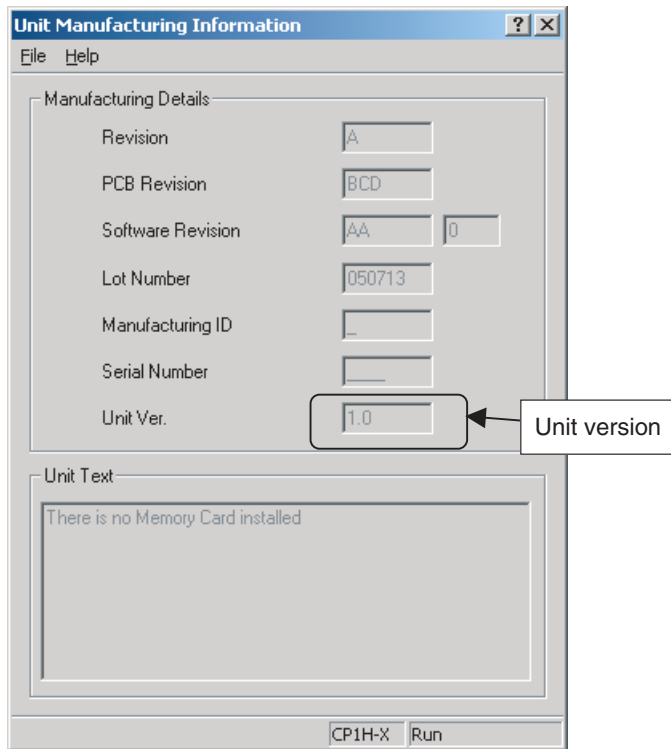 Unit Manufacturing Information
File Help
Manufacturing Details
Revision A
PCB Revision BCD
Software Revision AA 0
Lot Number 050713
Manufacturing ID _
Serial Number ____
Unit Ver. 1.0
Unit version
Unit Text
There is no Memory Card installed
CP1H-X Run